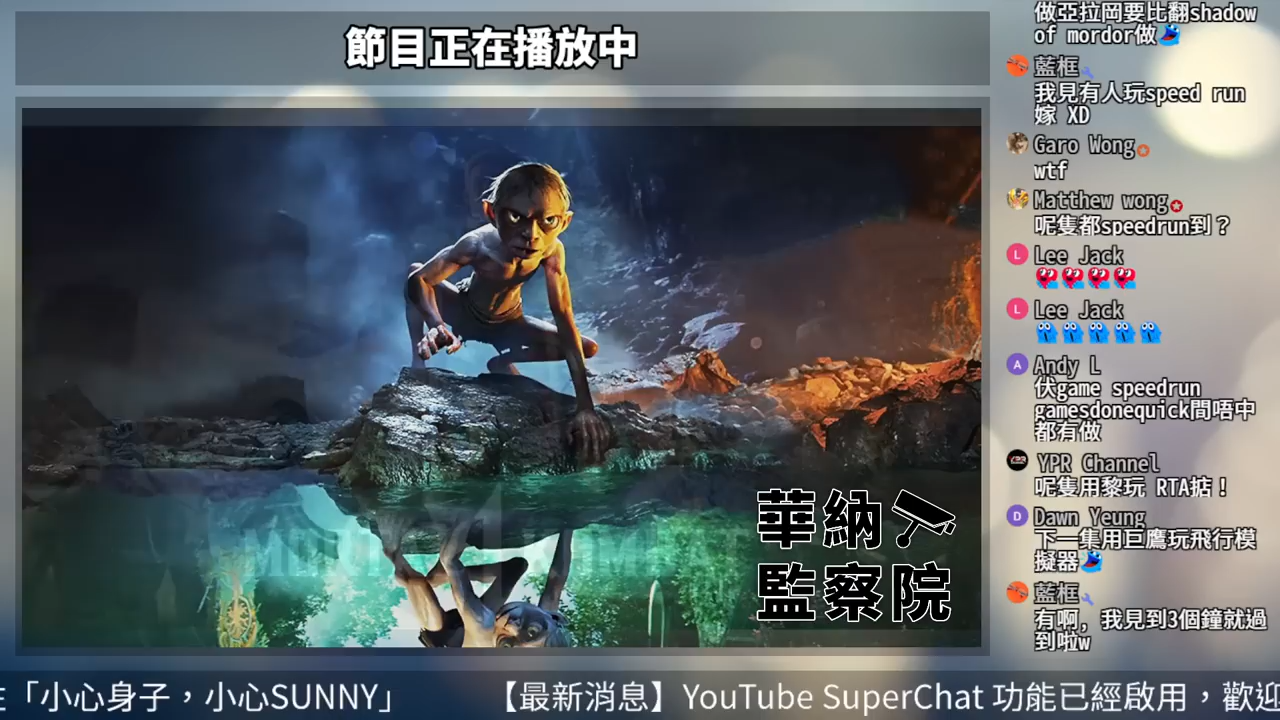 節目正在播放中
做亞拉岡要比翻shadow
of mordor做
藍框
我見有人玩speed run
嫁 XD
Garo Wong
wtf
Matthew wong
呢隻都speedrun到？
Lee Jack
Lee Jack
Andy L
伏game speedrun
gamesdonequick間唔中
都有做
YPR Channel
呢隻用黎玩 RTA掂！
Dawn Yeung
下一集用巨鷹玩飛行模
擬器
藍框
有啊, 我見到3個鐘就過
到啦w
華納
監察院
MORTAL KOMBAT
「小心身子，小心SUNNY」 【最新消息】YouTube SuperChat 功能已經啟用，歡迎